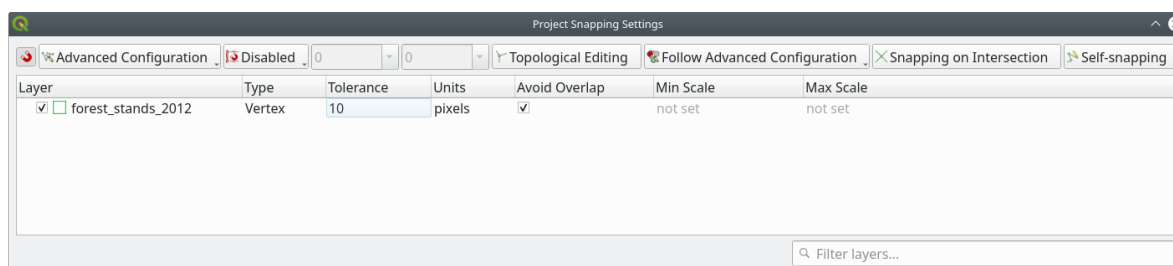 Project Snapping Settings
Advanced Configuration Disabled 0 0 Topological Editing Follow Advanced Configuration Snapping on Intersection Self-snapping
Layer Type Tolerance Units Avoid Overlap Min Scale Max Scale
forest_stands_2012 Vertex 10 pixels not set not set
Filter layers...